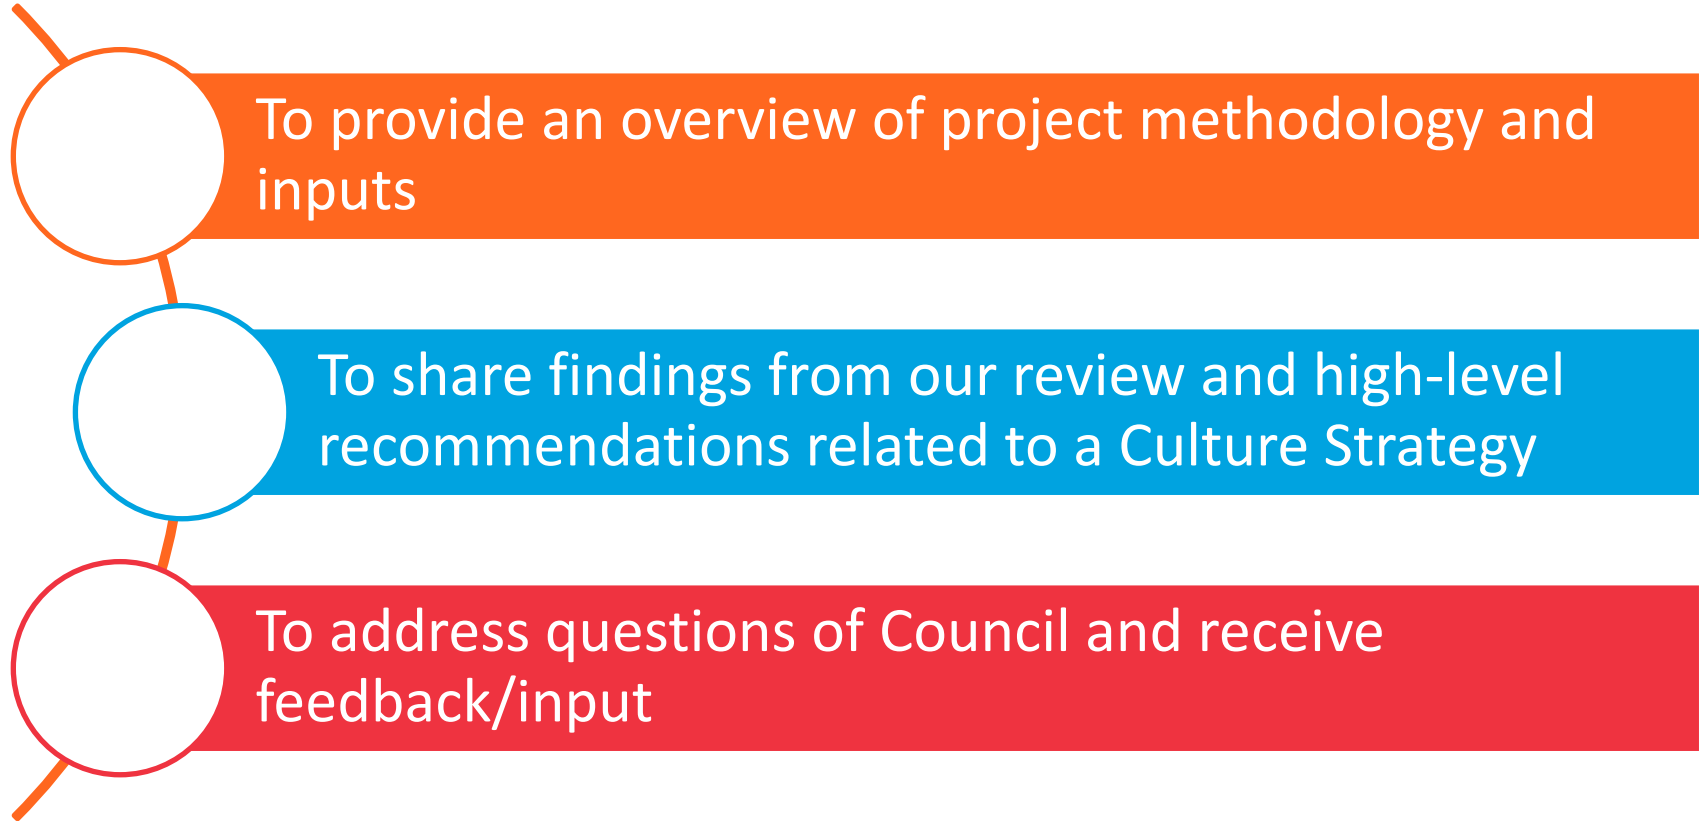 To provide an overview of project methodology and
inputs
To share findings from our review and high-level
recommendations related to a Culture Strategy
To address questions of Council and receive
feedback/input